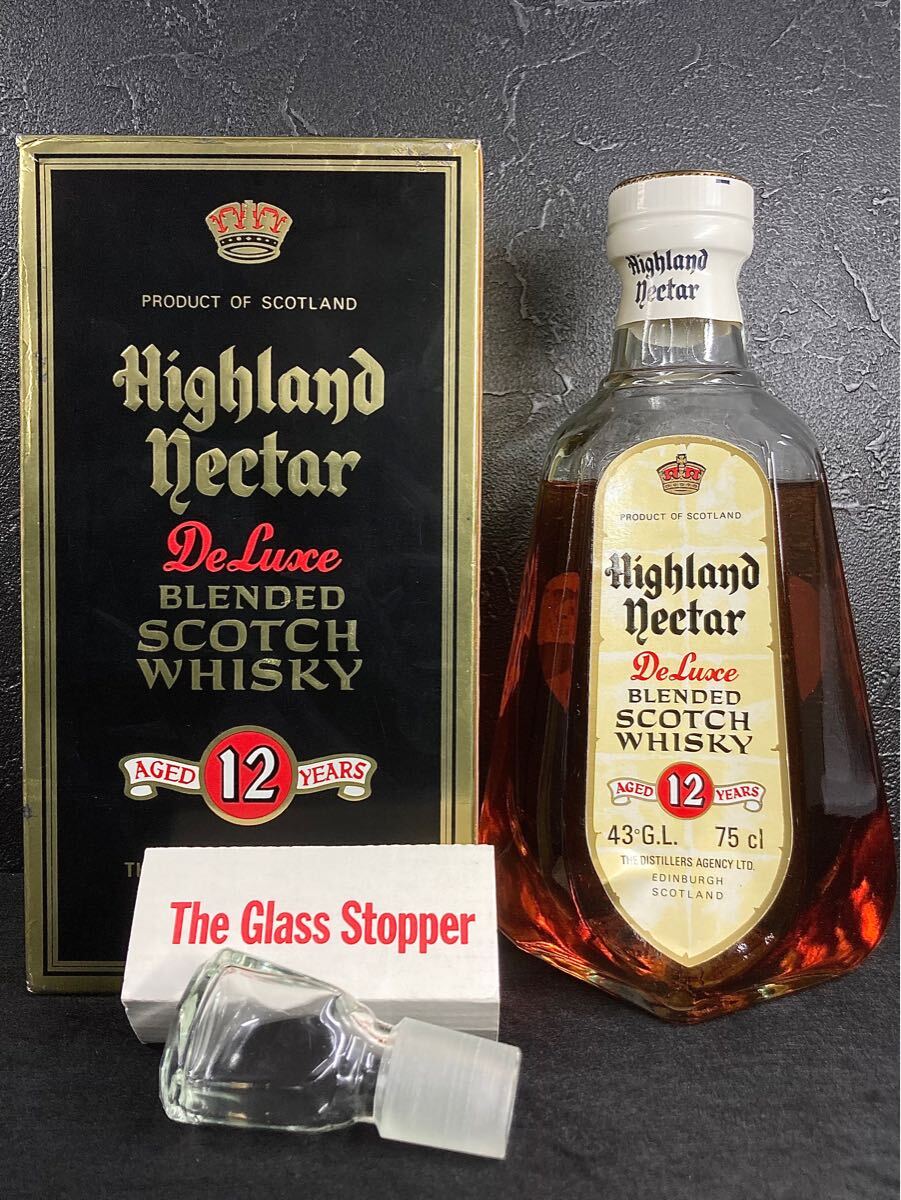 PRODUCT OF SCOTLAND
Highland
Nectar
De Luxe
BLENDED
SCOTCH
WHISKY
AGED 12 YEARS
The Glass Stopper
Highland
Nectar
PRODUCT OF SCOTLAND
Highland
Nectar
De Luxe
BLENDED
SCOTCH
WHISKY
AGED 12 YEARS
43°G.L. 75 cl
THE DISTILLERS AGENCY LTD.
EDINBURGH
SCOTLAND